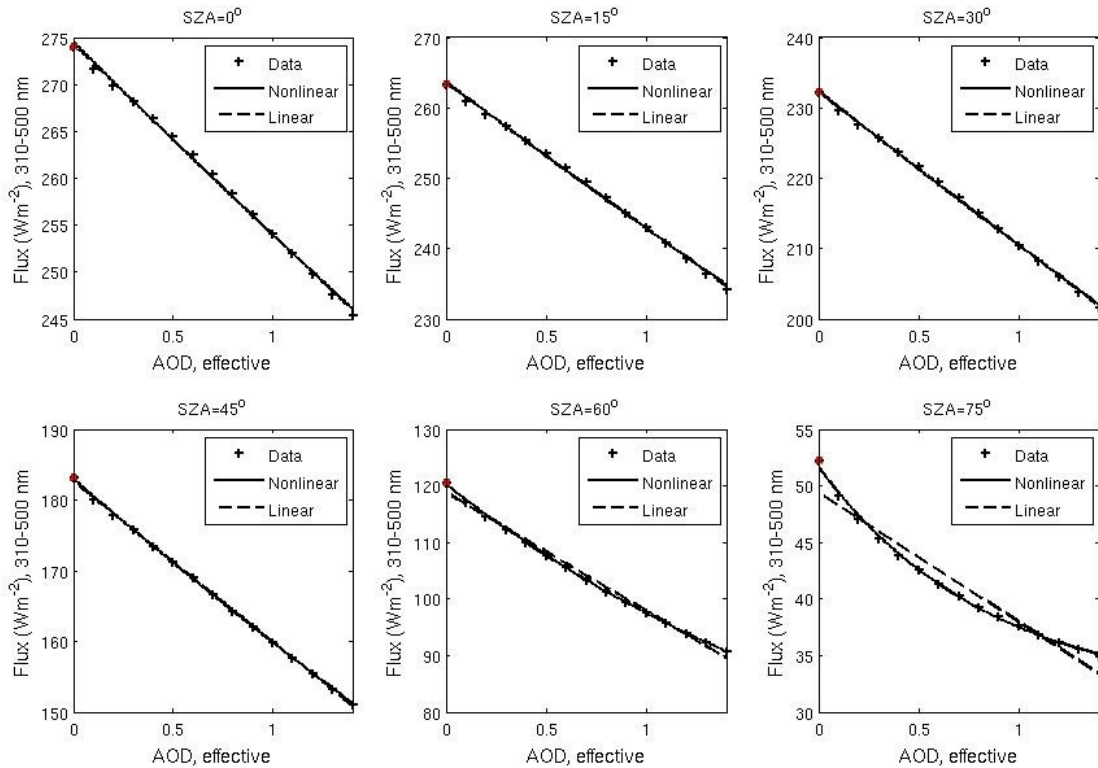 SZA=0°
275
270
265
260
255
250
245
0
0.5
1
Flux (Wm⁻²), 310-500 nm
AOD, effective
Data
Nonlinear
Linear
SZA=15°
270
260
250
240
230
0
0.5
1
Flux (Wm⁻²), 310-500 nm
AOD, effective
Data
Nonlinear
Linear
SZA=30°
240
230
220
210
200
0
0.5
1
Flux (Wm⁻²), 310-500 nm
AOD, effective
Data
Nonlinear
Linear
SZA=45°
190
180
170
160
150
0
0.5
1
Flux (Wm⁻²), 310-500 nm
AOD, effective
Data
Nonlinear
Linear
SZA=60°
130
120
110
100
90
80
0
0.5
1
Flux (Wm⁻²), 310-500 nm
AOD, effective
Data
Nonlinear
Linear
SZA=75°
55
50
45
40
35
30
0
0.5
1
Flux (Wm⁻²), 310-500 nm
AOD, effective
Data
Nonlinear
Linear